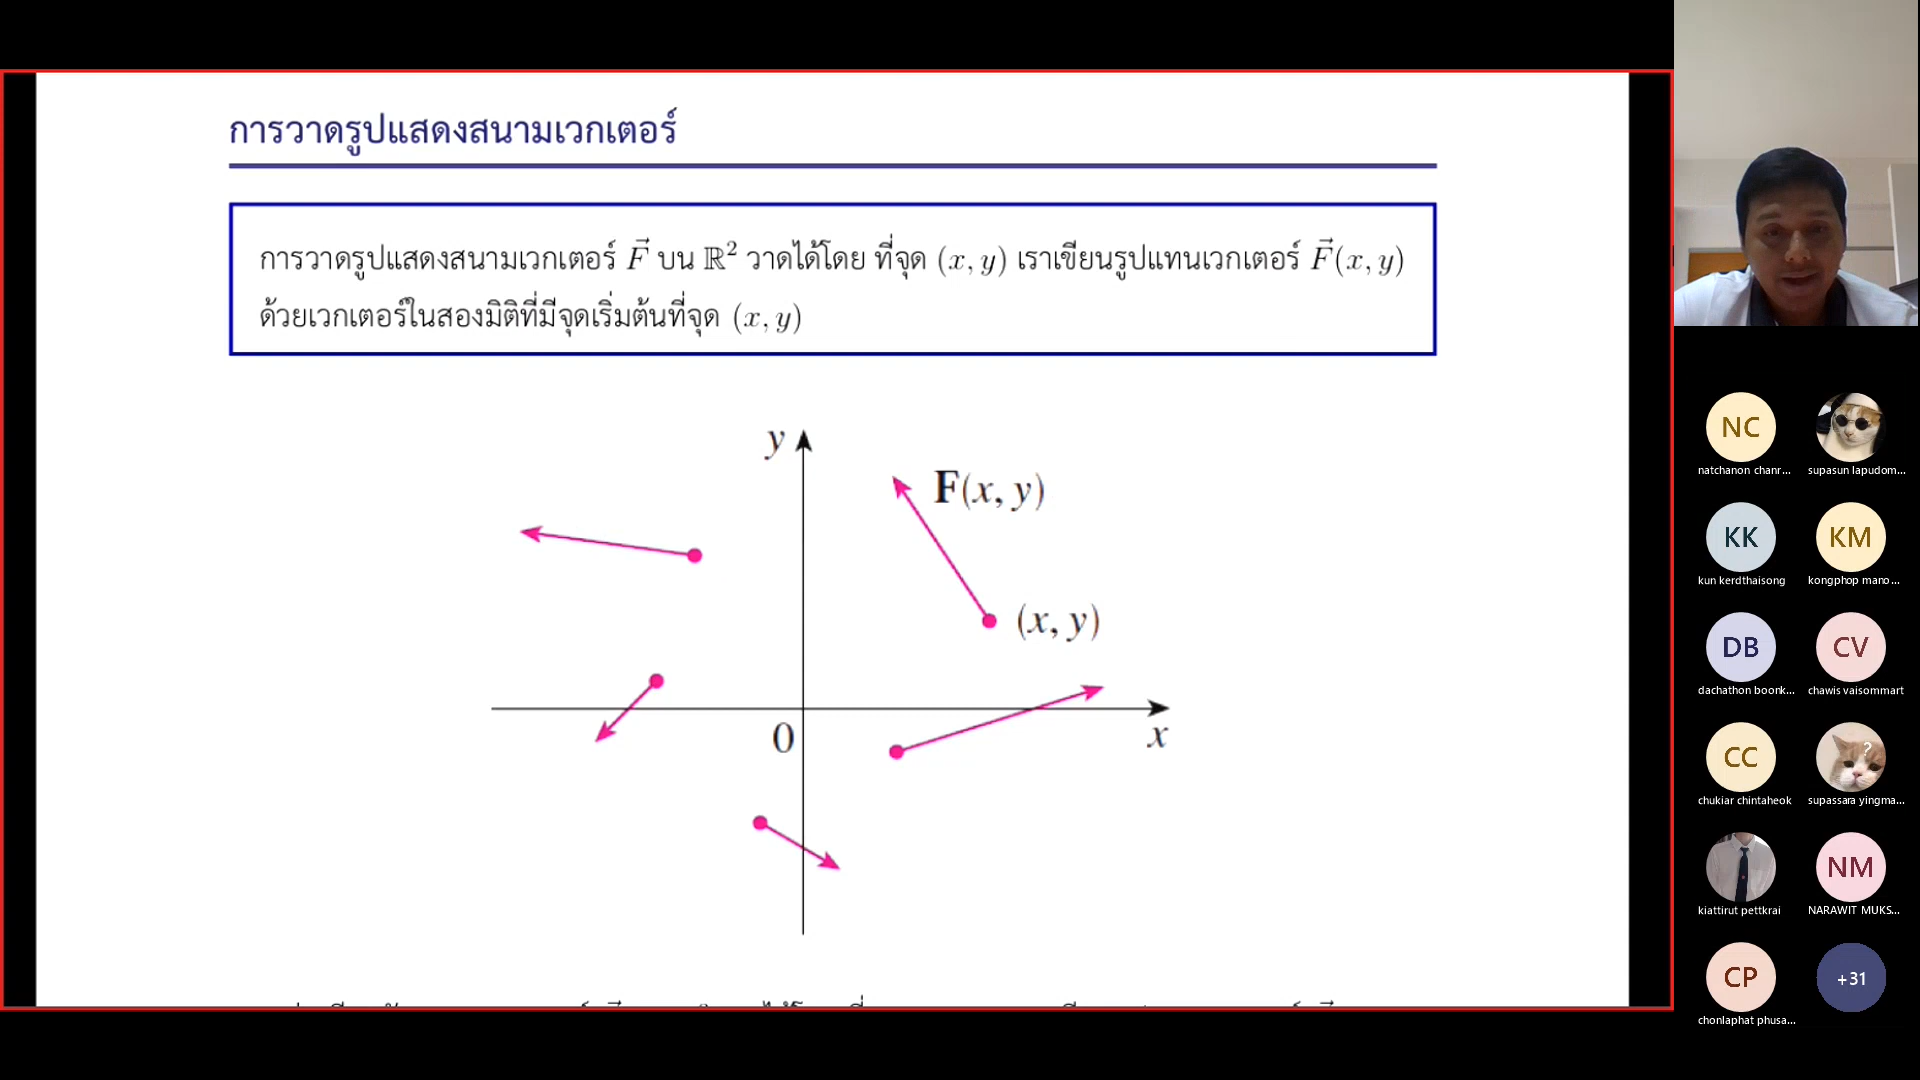 การวาดรูปแสดงสนามเวกเตอร์
การวาดรูปแสดงสนามเวกเตอร์ $\vec{F}$ บน $\mathbb{R}^2$ วาดได้โดย ที่จุด $(x, y)$ เราเขียนรูปแทนเวกเตอร์ $\vec{F}(x, y)$
ด้วยเวกเตอร์ในสองมิติที่มีจุดเริ่มต้นที่จุด $(x, y)$
y
F(x, y)
(x, y)
0
x
NC
natchanon chanr...
supasun lapudom...
KK
kun kerdthaisong
KM
kongphop mano...
DB
dachathon boonk...
CV
chawis vaisommart
CC
chukiar chintaheok
?
supassara yingma...
kiattirut pettkrai
NM
NARAWIT MUKS...
CP
chonlaphat phusa...
+31